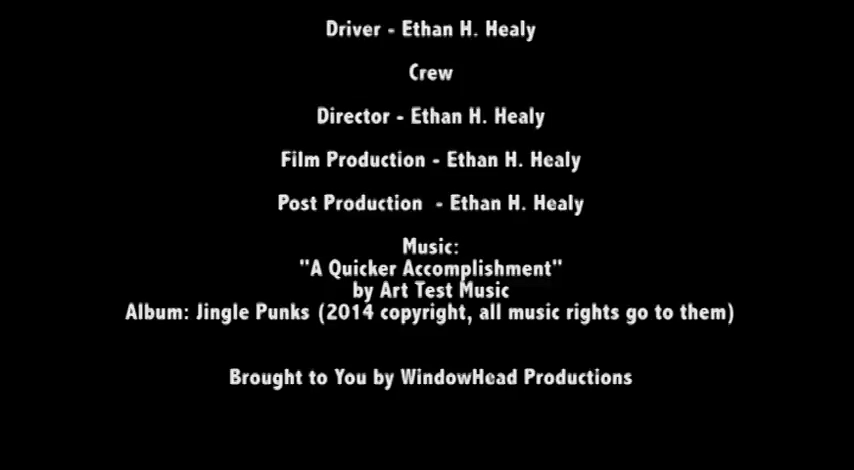 Driver - Ethan H. Healy
Crew
Director - Ethan H. Healy
Film Production - Ethan H. Healy
Post Production  - Ethan H. Healy
Music:
"A Quicker Accomplishment"
by Art Test Music
Album: Jingle Punks (2014 copyright, all music rights go to them)
Brought to You by WindowHead Productions